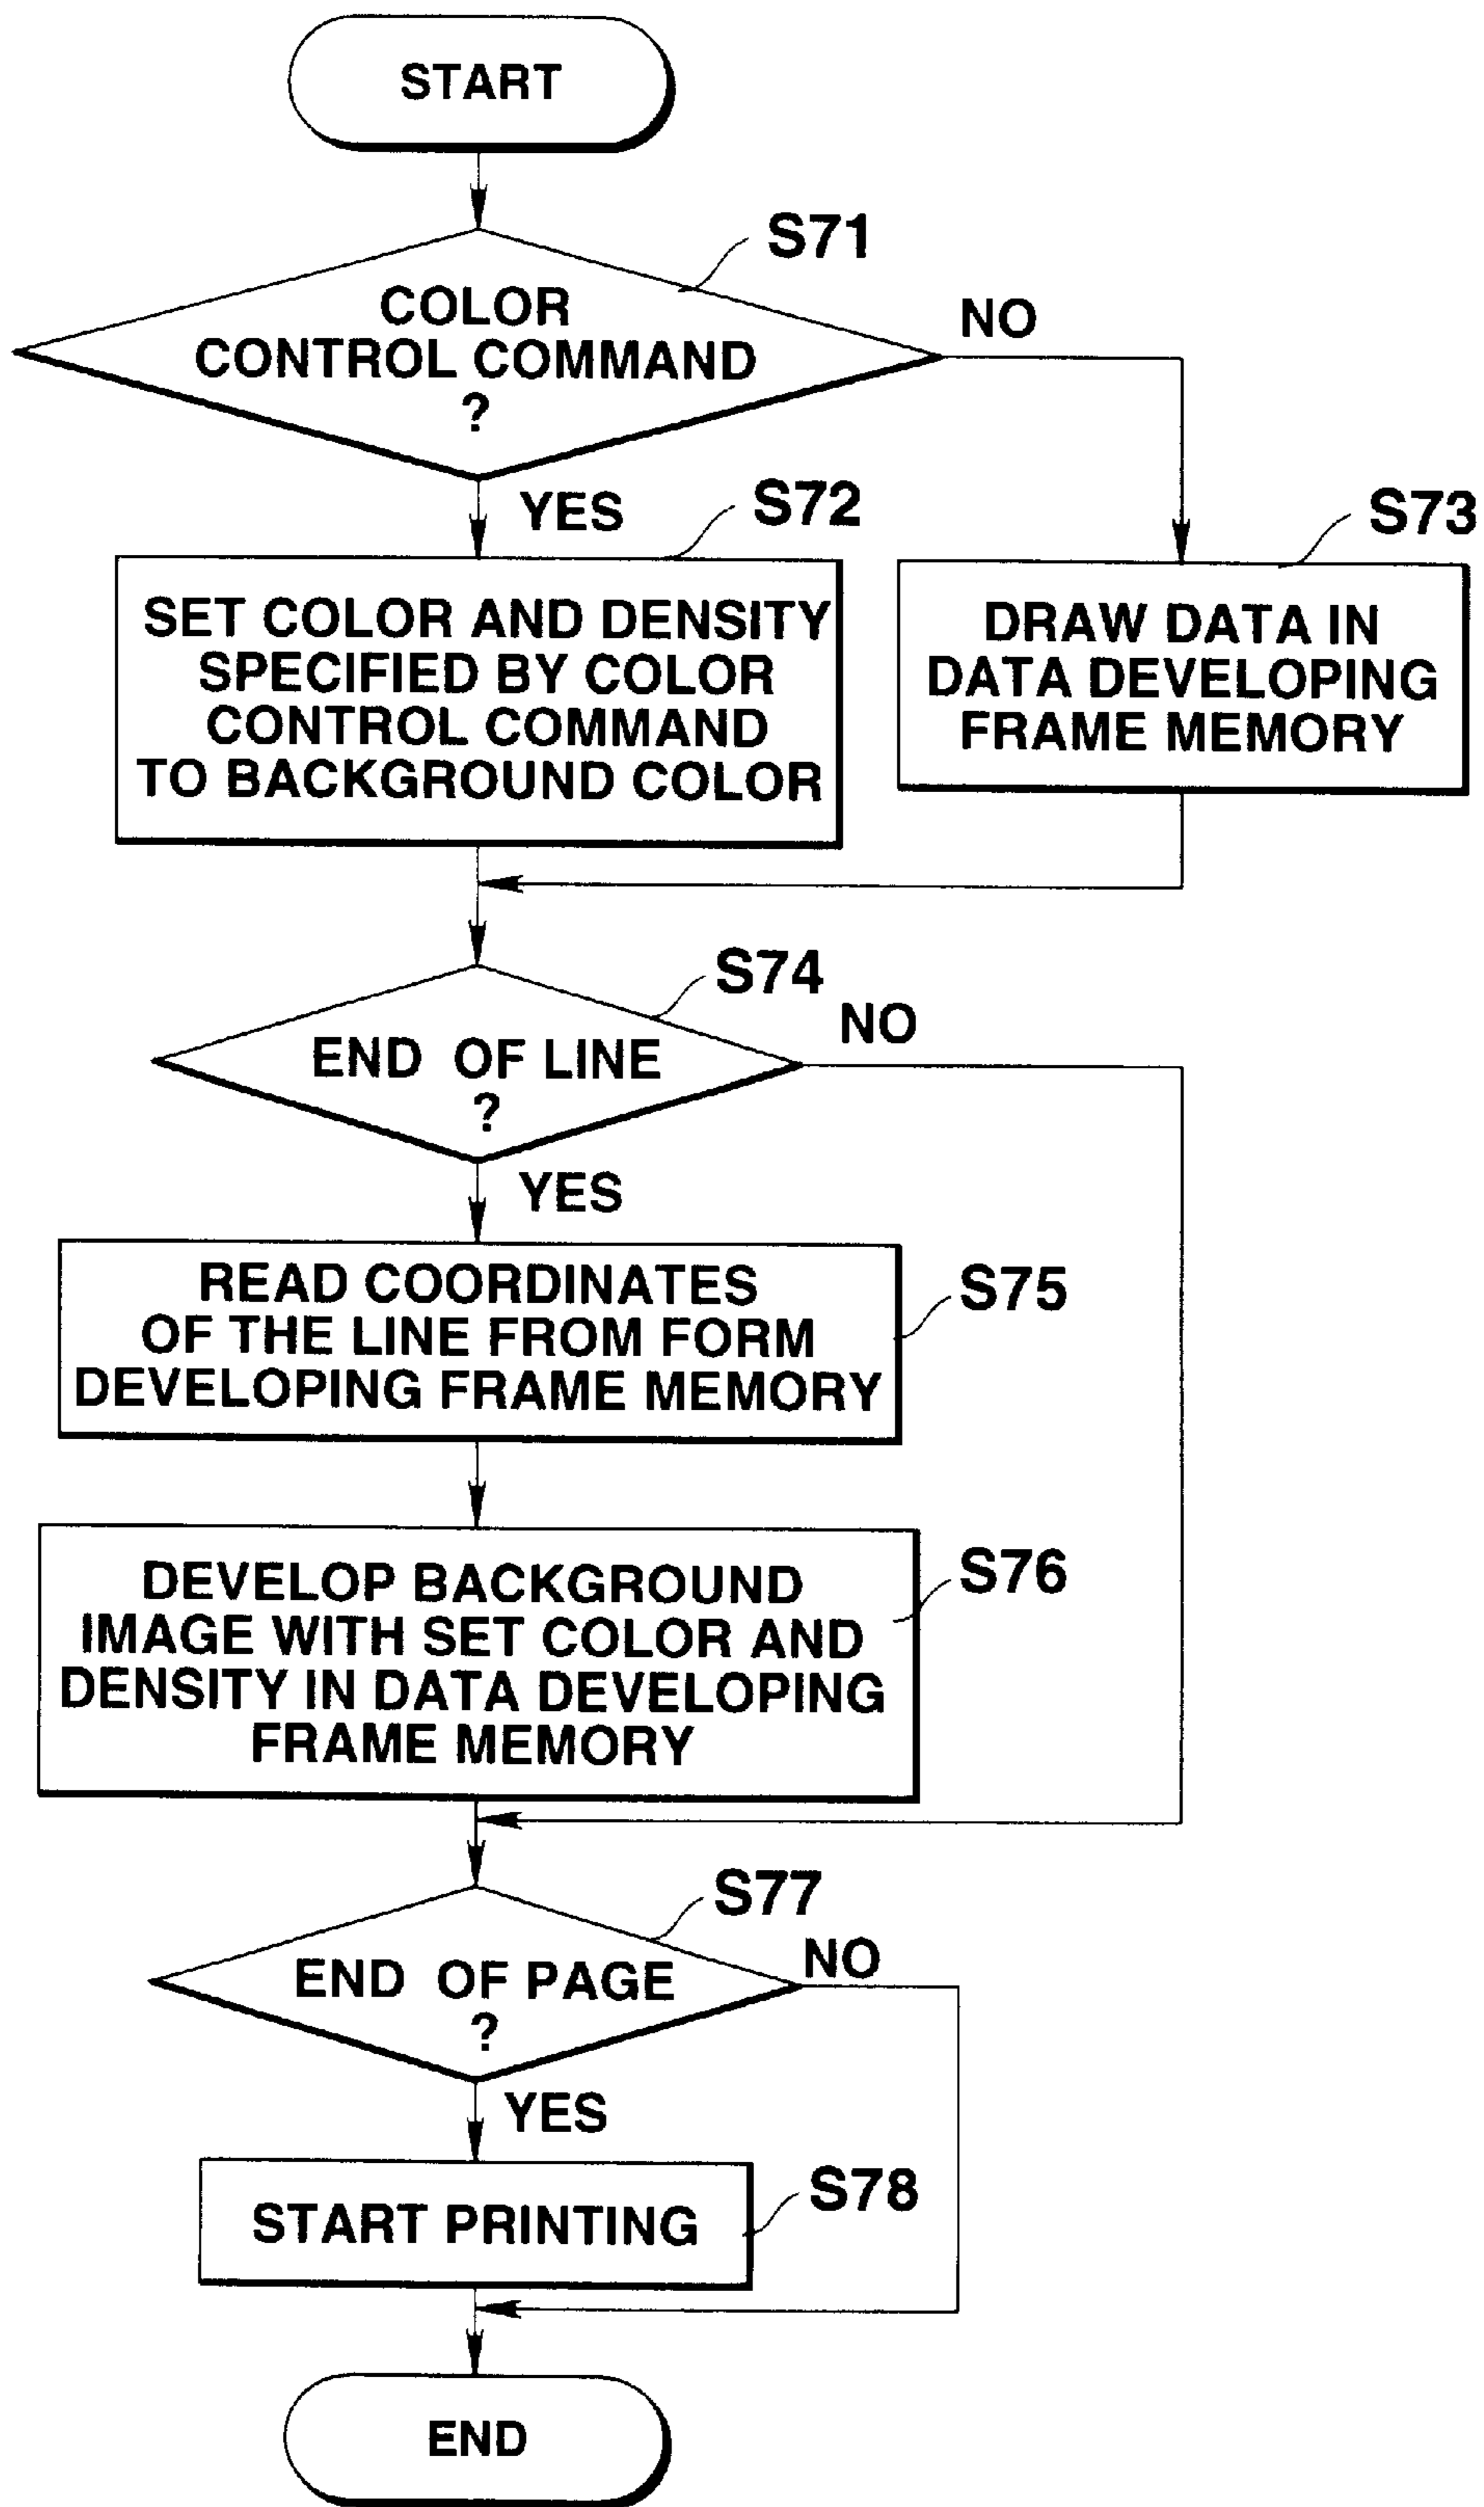 START
S71
COLOR
CONTROL COMMAND
?
NO
YES
S72
SET COLOR AND DENSITY
SPECIFIED BY COLOR
CONTROL COMMAND
TO BACKGROUND COLOR
S73
DRAW DATA IN
DATA DEVELOPING
FRAME MEMORY
S74
END OF LINE
?
NO
YES
READ COORDINATES
OF THE LINE FROM FORM
DEVELOPING FRAME MEMORY
S75
DEVELOP BACKGROUND
IMAGE WITH SET COLOR AND
DENSITY IN DATA DEVELOPING
FRAME MEMORY
S76
S77
END OF PAGE
?
NO
YES
START PRINTING
S78
END